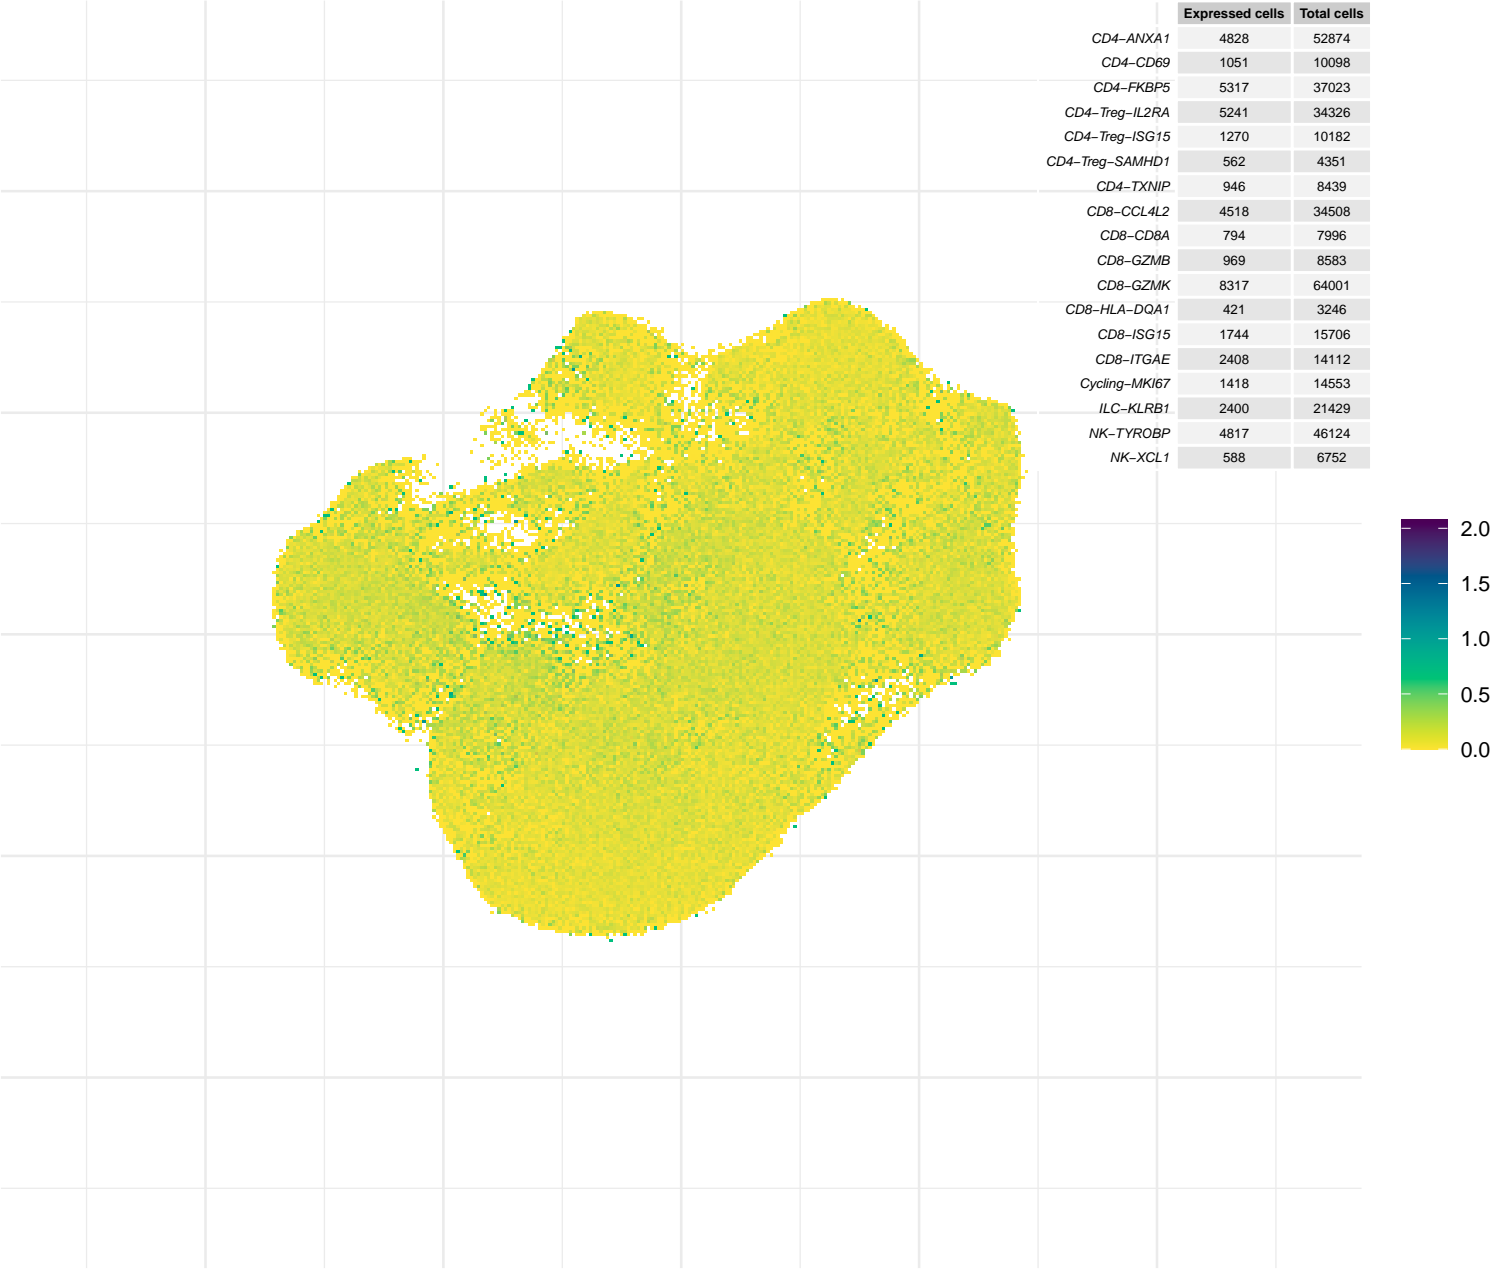 Expressed cells Total cells
CD4−ANXA1 4828 52874
CD4−CD69 1051 10098
CD4−FKBP5 5317 37023
CD4−Treg−IL2RA 5241 34326
CD4−Treg−ISG15 1270 10182
CD4−Treg−SAMHD1 562 4351
CD4−TXNIP 946 8439
CD8−CCL4L2 4518 34508
CD8−CD8A 794 7996
CD8−GZMB 969 8583
CD8−GZMK 8317 64001
CD8−HLA−DQA1 421 3246
CD8−ISG15 1744 15706
CD8−ITGAE 2408 14112
Cycling−MKI67 1418 14553
ILC−KLRB1 2400 21429
NK−TYROBP 4817 46124
NK−XCL1 588 6752
2.0
1.5
1.0
0.5
0.0